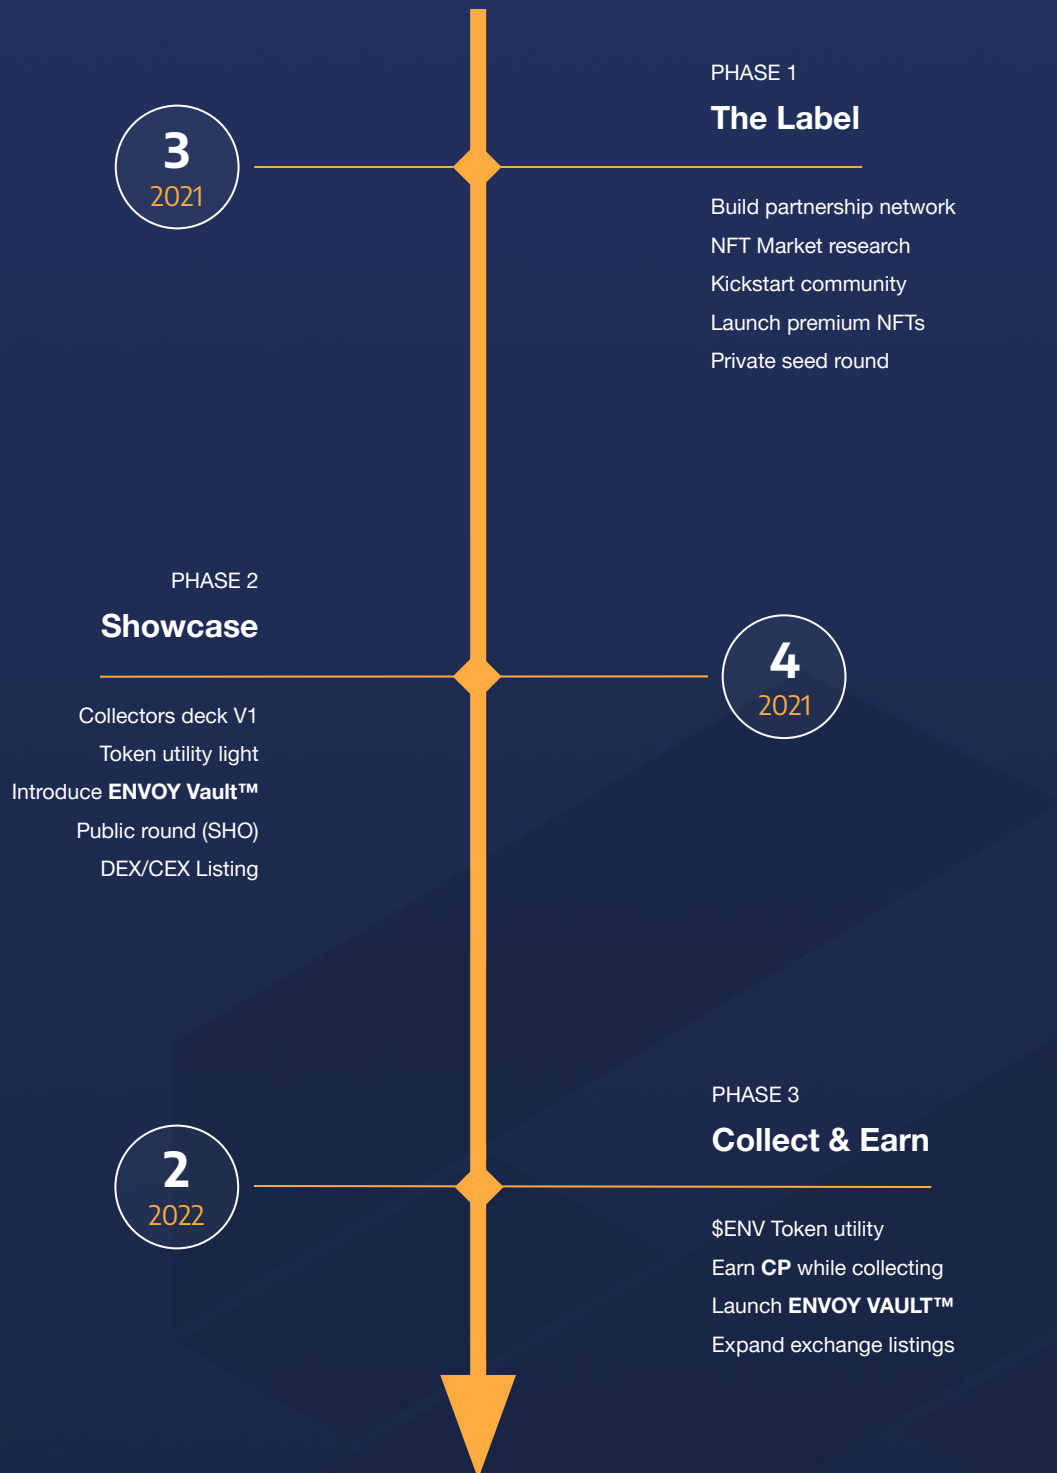 PHASE 1
The Label
3
2021
Build partnership network
NFT Market research
Kickstart community
Launch premium NFTs
Private seed round
PHASE 2
Showcase
4
2021
Collectors deck V1
Token utility light
Introduce ENVOY Vault™
Public round (SHO)
DEX/CEX Listing
PHASE 3
Collect & Earn
2
2022
$ENV Token utility
Earn CP while collecting
Launch ENVOY VAULT™
Expand exchange listings